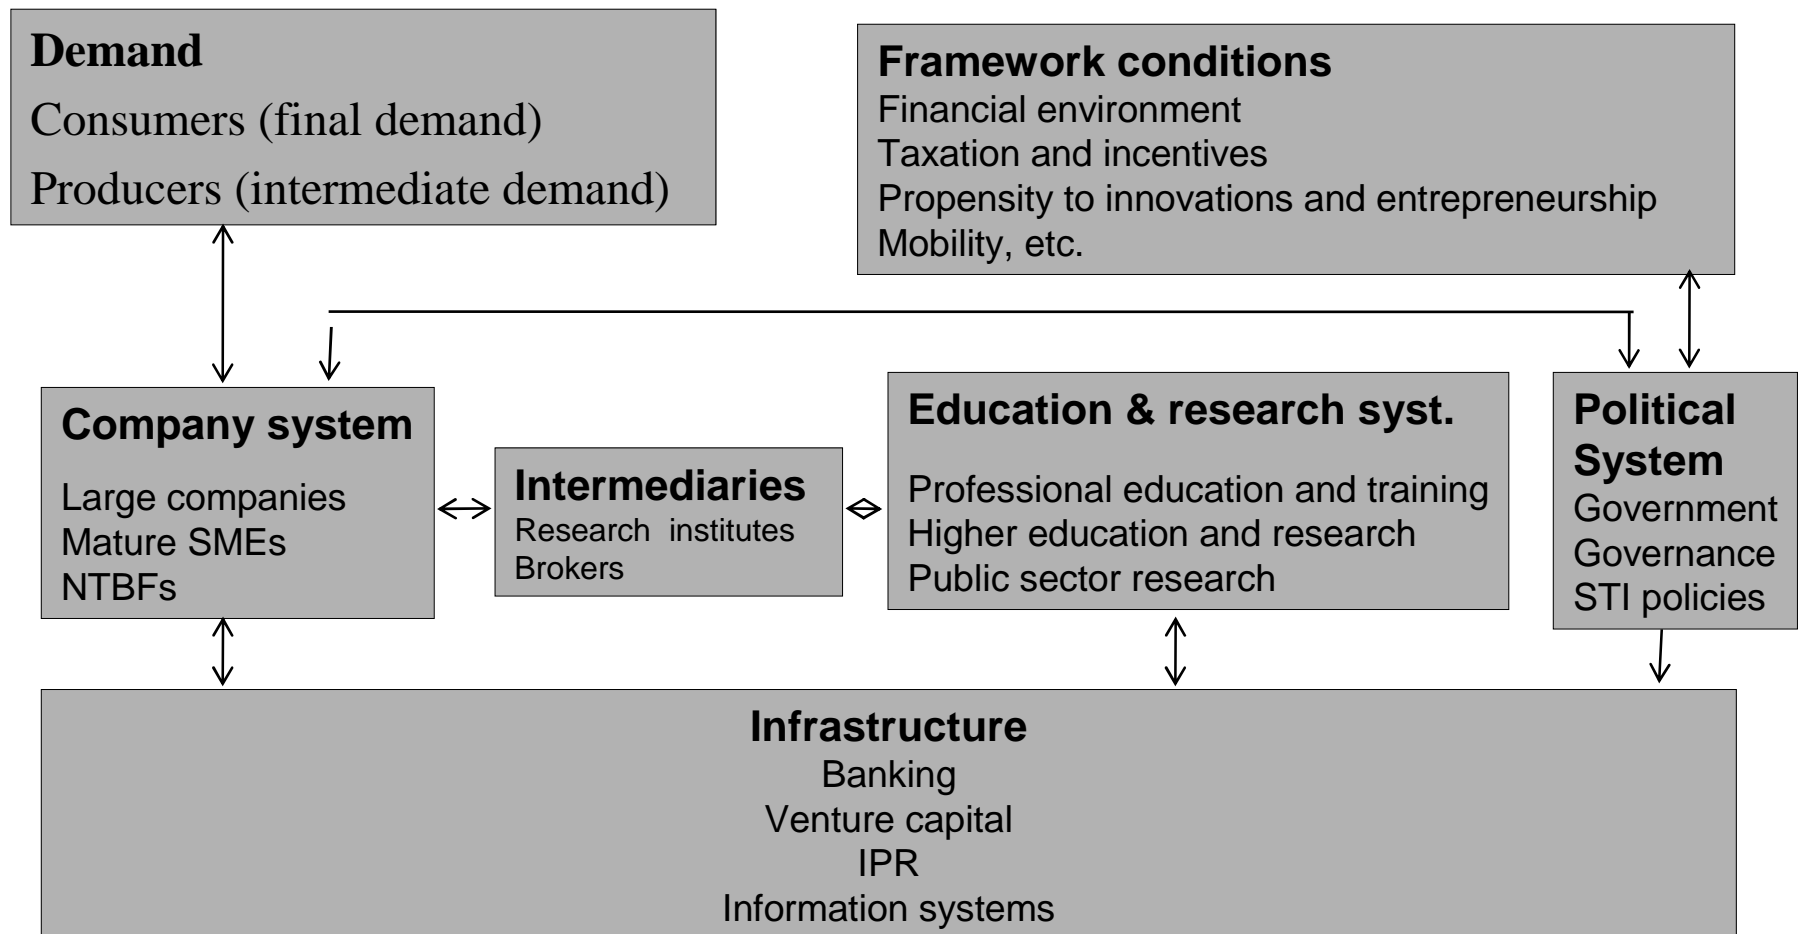 Demand
Consumers (final demand)
Producers (intermediate demand)
Framework conditions
Financial environment
Taxation and incentives
Propensity to innovations and entrepreneurship
Mobility, etc.
Company system
Large companies
Mature SMEs
NTBFs
Intermediaries
Research institutes
Brokers
Education & research syst.
Professional education and training
Higher education and research
Public sector research
Political
System
Government
Governance
STI policies
Infrastructure
Banking
Venture capital
IPR
Information systems